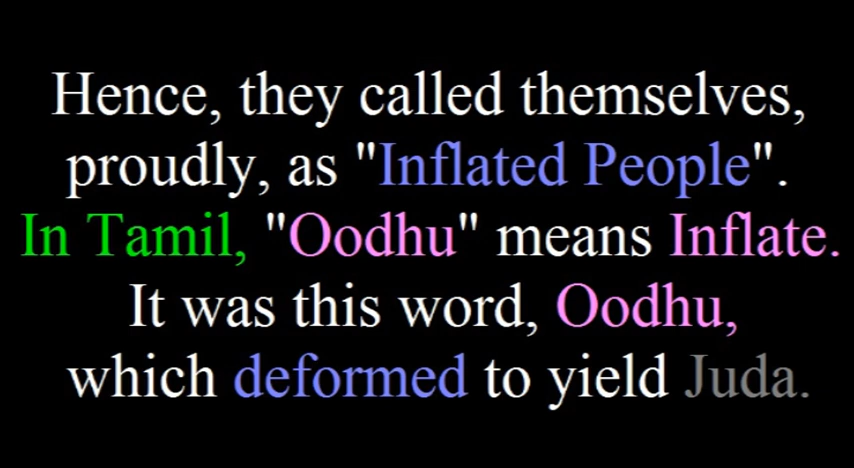 Hence, they called themselves,
proudly, as "Inflated People".
In Tamil, "Oodhu" means Inflate.
It was this word, Oodhu,
which deformed to yield Juda.